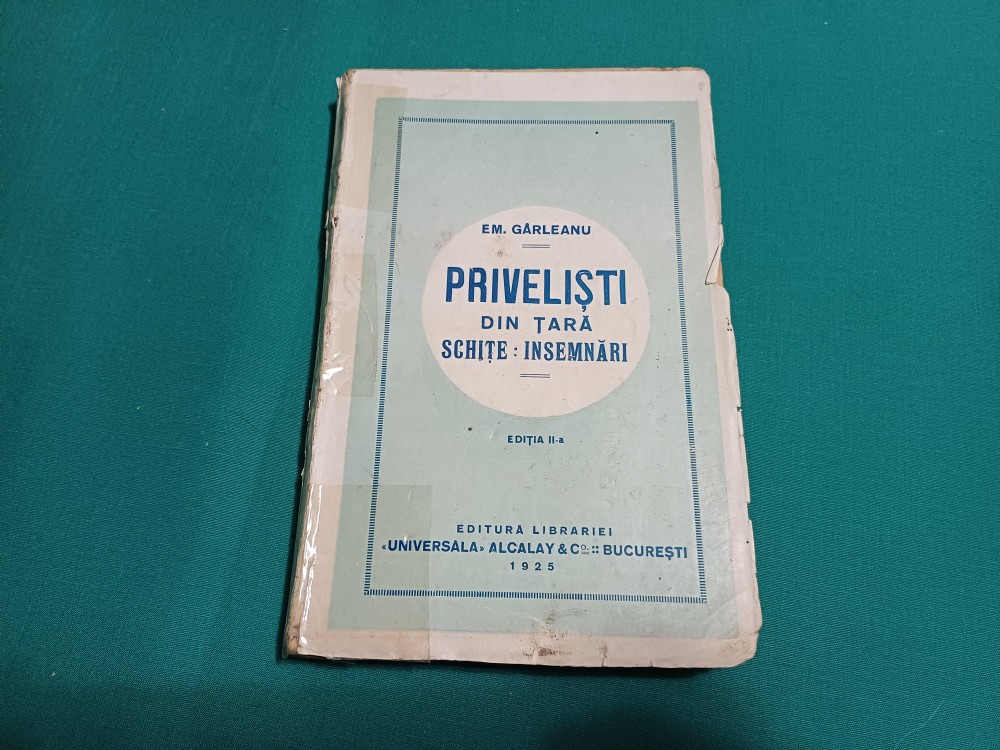 EM. GÂRLEANU
PRIVELIȘTI
DIN ȚARĂ
SCHIȚE : INSEMNĂRI
EDIȚIA II-a
EDITURA LIBRARIEI
«UNIVERSALA» ALCALAY & Cº. :: BUCUREȘTI
1925